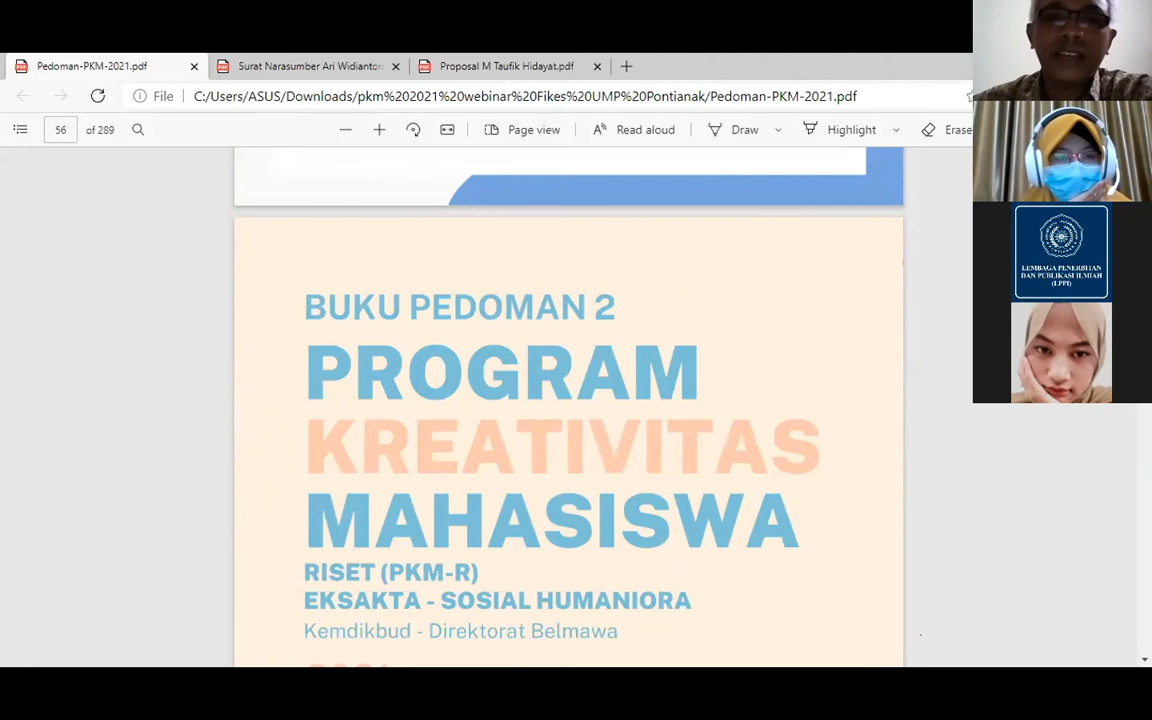 Pedoman-PKM-2021.pdf
Surat Narasumber Ari Widiantoro
Proposal M Taufik Hidayat.pdf
File
C:/Users/ASUS/Downloads/pkm%202021%20webinar%20Fikes%20UMP%20Pontianak/Pedoman-PKM-2021.pdf
56 of 289
Page view
Read aloud
Draw
Highlight
Erase
LEMBAGA PENERBITAN
DAN PUBLIKASI ILMIAH
(LPPI)
BUKU PEDOMAN 2
PROGRAM
KREATIVITAS
MAHASISWA
RISET (PKM-R)
EKSAKTA - SOSIAL HUMANIORA
Kemdikbud - Direktorat Belmawa